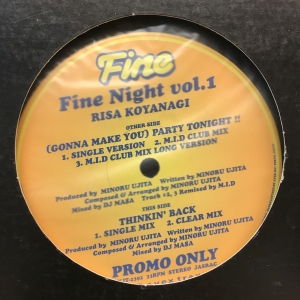 Fine
Fine Night vol.1
RISA KOYANAGI
OTHER SIDE
(GONNA MAKE YOU) PARTY TONIGHT !!
1. SINGLE VERSION 2. M.I.D CLUB MIX
3. M.I.D CLUB MIX LONG VERSION
Produced by MINORU UJITA Written by MINORU UJITA
Composed & Arranged by MINORU UJITA
Mixed by DJ MASA Track #2, 3 Remixed by M.I.D
THIS SIDE
THINKIN' BACK
1. SINGLE MIX 2. CLEAR MIX
Produced by MINORU UJITA Written by MINORU UJITA
Composed & Arranged by MINORU UJITA
Mixed by DJ MASA
PROMO ONLY
33RPM STEREO JASRAC